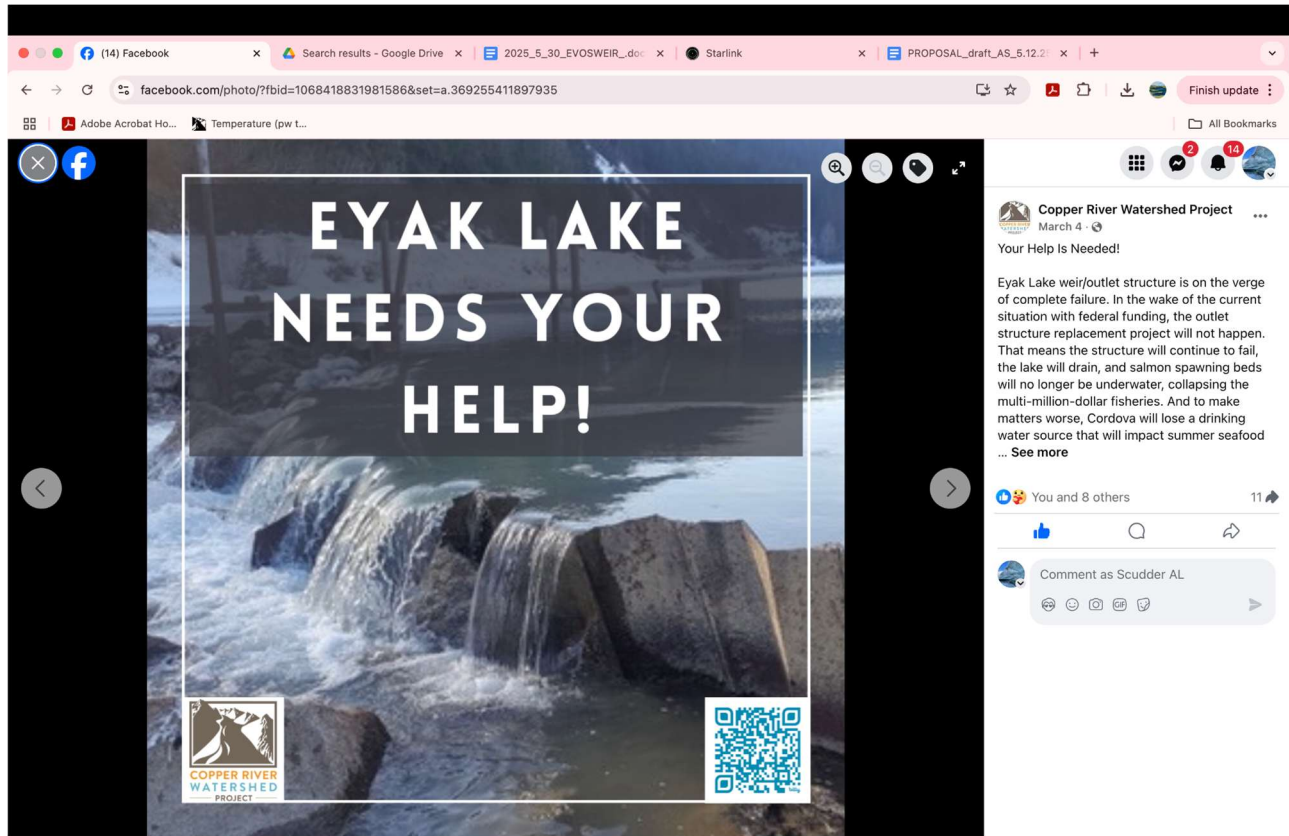 (14) Facebook
Search results - Google Drive
2025_5_30_EVOSWEIR_.doc
Starlink
PROPOSAL_draft_AS_5.12.2
facebook.com/photo/?fbid=1068418831981586&set=a.369255411897935
Finish update
Adobe Acrobat Ho...
Temperature (pw t...
All Bookmarks
EYAK LAKE
NEEDS YOUR
HELP!
COPPER RIVER
WATERSHED
PROJECT
2
14
Copper River Watershed Project
March 4 ·
Your Help Is Needed!
Eyak Lake weir/outlet structure is on the verge
of complete failure. In the wake of the current
situation with federal funding, the outlet
structure replacement project will not happen.
That means the structure will continue to fail,
the lake will drain, and salmon spawning beds
will no longer be underwater, collapsing the
multi-million-dollar fisheries. And to make
matters worse, Cordova will lose a drinking
water source that will impact summer seafood
... See more
You and 8 others
11
Comment as Scudder AL
GIF